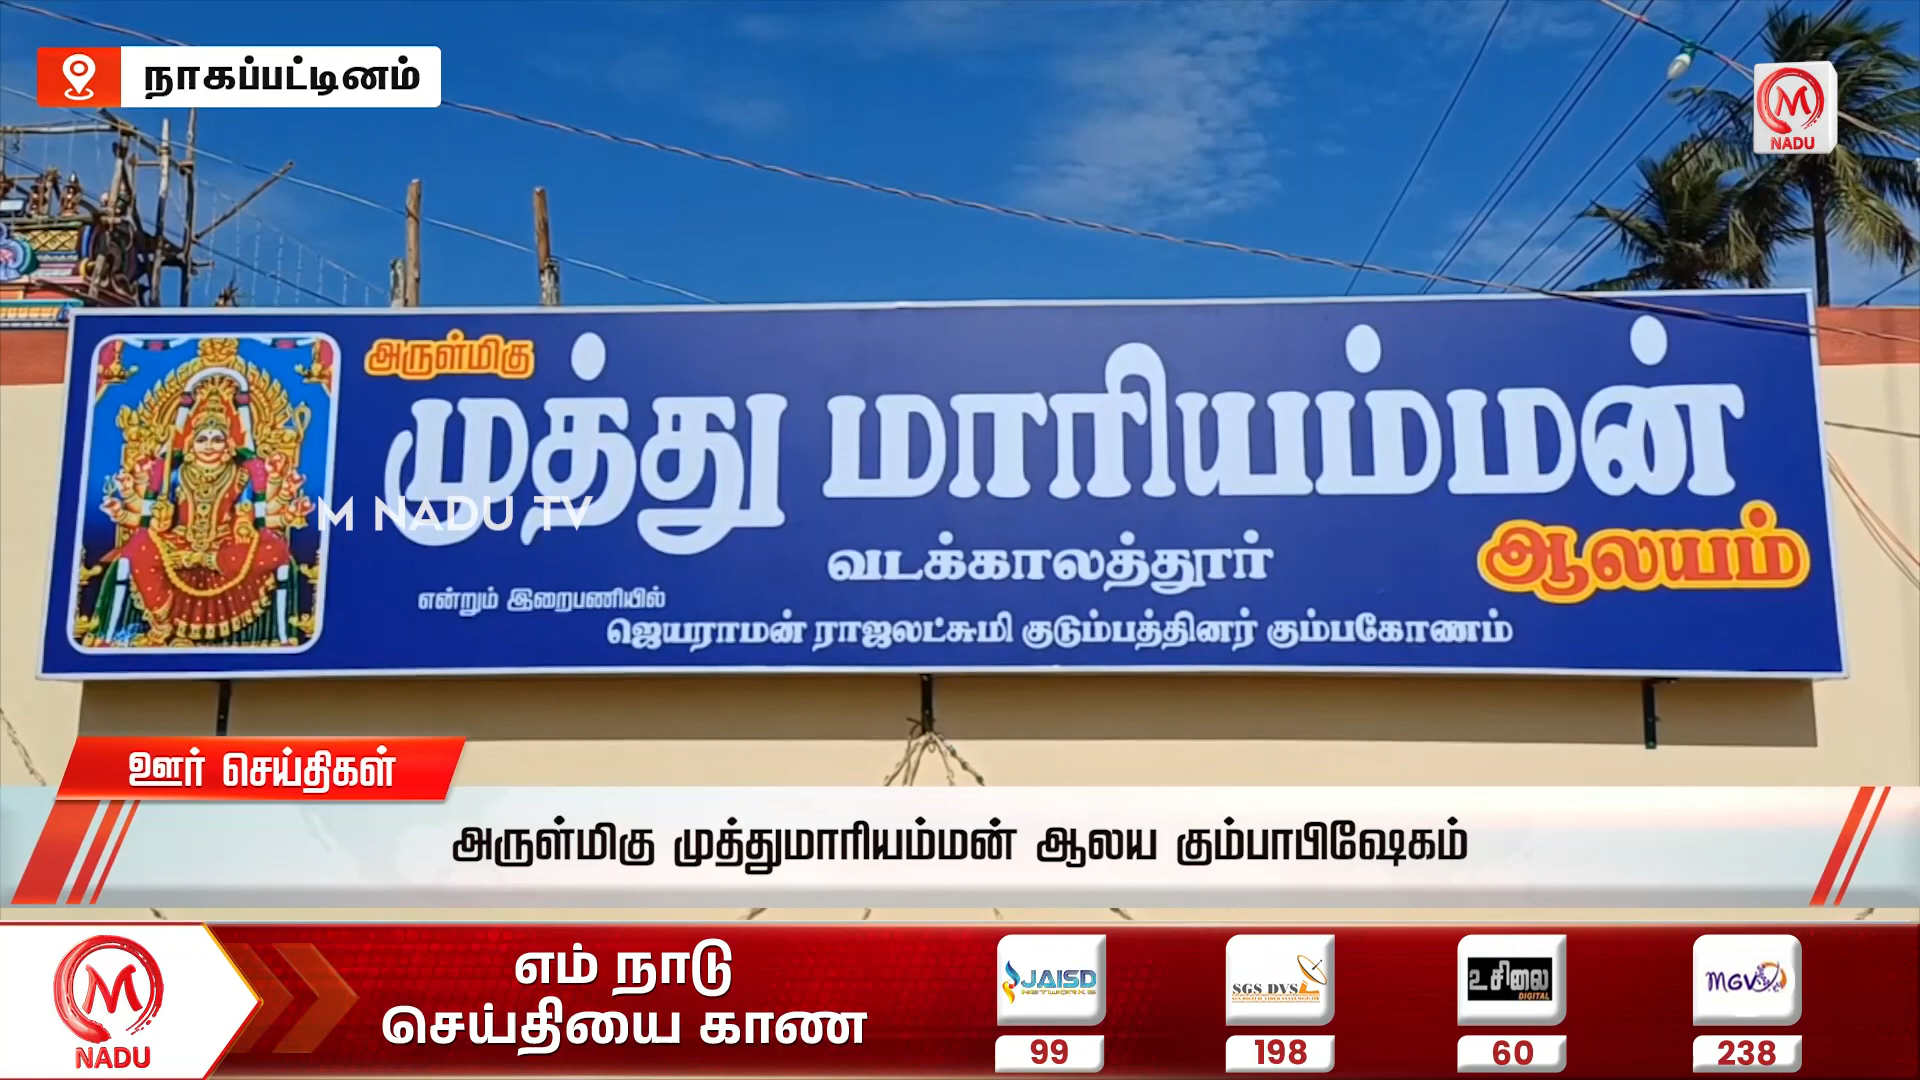 நாகப்பட்டினம்
M
NADU
அருள்மிகு
முத்து மாரியம்மன்
M NADU TV
ஆலயம்
வடக்காலத்தூர்
என்றும் இறைபணியில்
ஜெயராமன் ராஜலட்சுமி குடும்பத்தினர் கும்பகோணம்
ஊர் செய்திகள்
அருள்மிகு முத்துமாரியம்மன் ஆலய கும்பாபிஷேகம்
M
NADU
எம் நாடு
செய்தியை காண
JAISD
NETWORKS
99
SGS DVS
198
உசிலை
DIGITAL
60
MGV
238